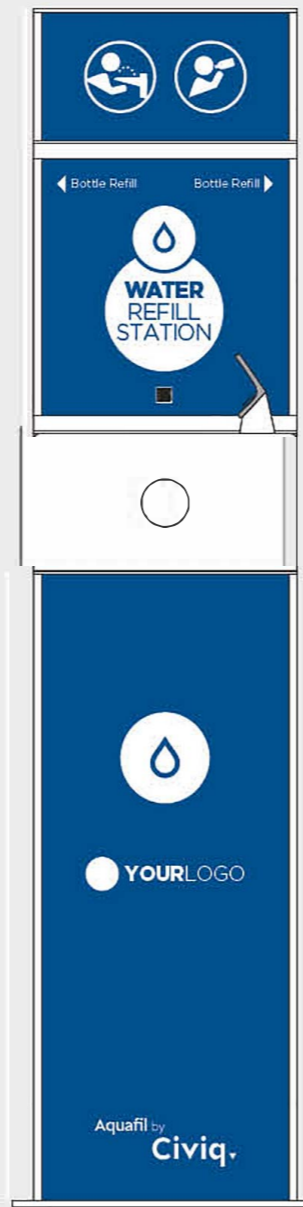 Bottle Refill Bottle Refill
WATER
REFILL
STATION
YOURLOGO
Aquafil by
Civiq